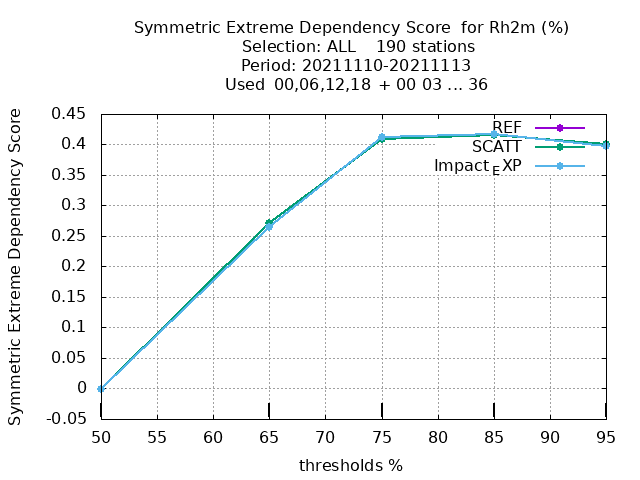 Symmetric Extreme Dependency Score for Rh2m (%)
Selection: ALL 190 stations
Period: 20211110-20211113
Used 00,06,12,18 + 00 03 ... 36
Symmetric Extreme Dependency Score
0.45
0.4
0.35
0.3
0.25
0.2
0.15
0.1
0.05
0
-0.05
REF
SCATT
Impact_EXP
50 55 60 65 70 75 80 85 90 95
thresholds %